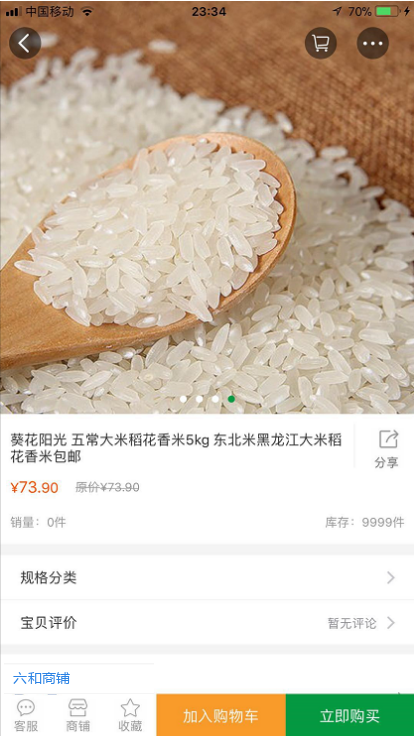 中国移动 23:34 70%
葵花阳光 五常大米稻花香米5kg 东北米黑龙江大米稻
花香米包邮
分享
¥73.90 原价¥73.90
销量：0件 库存：9999件
规格分类
宝贝评价 暂无评论
六和商铺
客服 商铺 收藏 加入购物车 立即购买